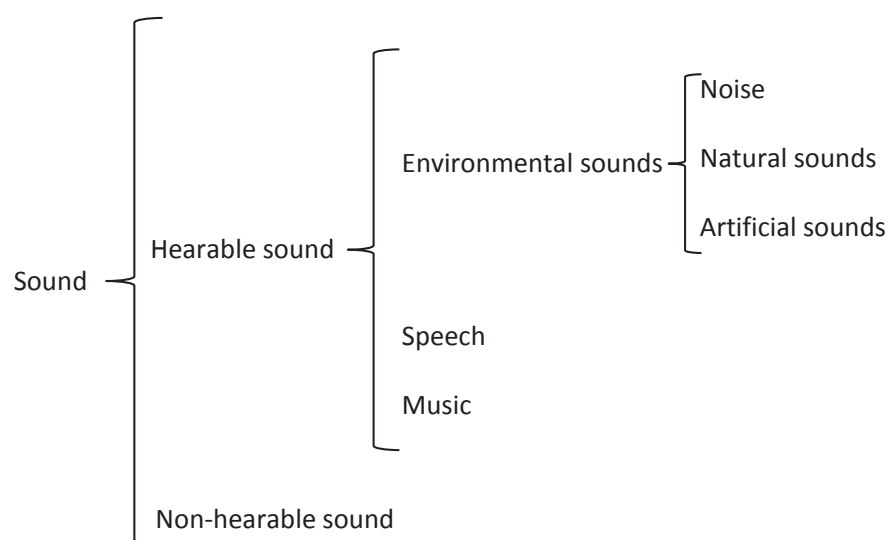 Noise
Environmental sounds
Natural sounds
Artificial sounds
Hearable sound
Sound
Speech
Music
Non-hearable sound